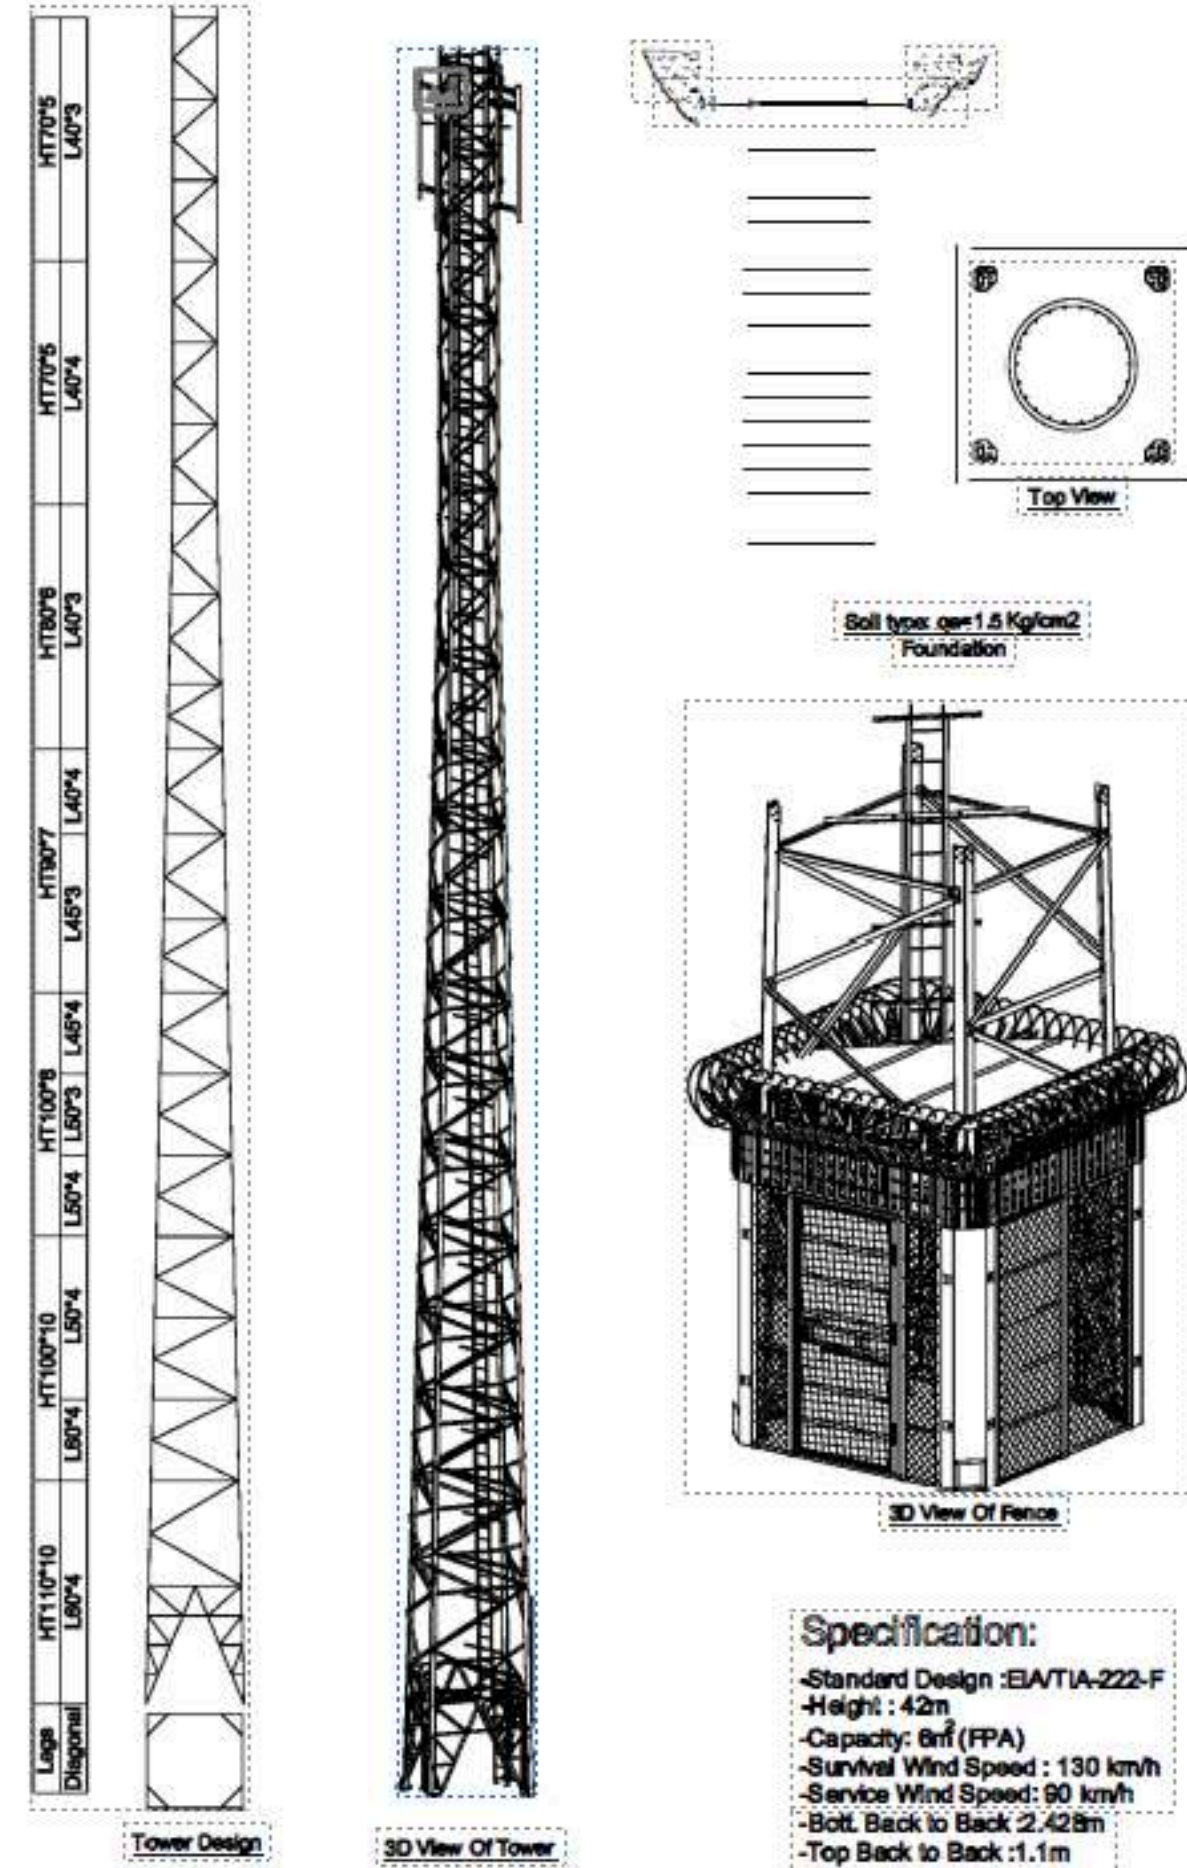 HT70*5
L40*3
HT70*5
L40*4
HT80*6
L40*3
HT90*7
L40*4
L45*3
HT100*8
L45*4
L50*3
L50*4
HT100*10
L50*4
L60*4
HT110*10
L60*4
Legs
Diagonal
Tower Design
3D View Of Tower
Top View
Soil type: qa=1.5 Kg/cm2
Foundation
3D View Of Fence
Specification:
-Standard Design :EIA/TIA-222-F
-Height : 42m
-Capacity: 6m² (FPA)
-Survival Wind Speed : 130 km/h
-Service Wind Speed: 90 km/h
-Bott. Back to Back :2.428m
-Top Back to Back :1.1m